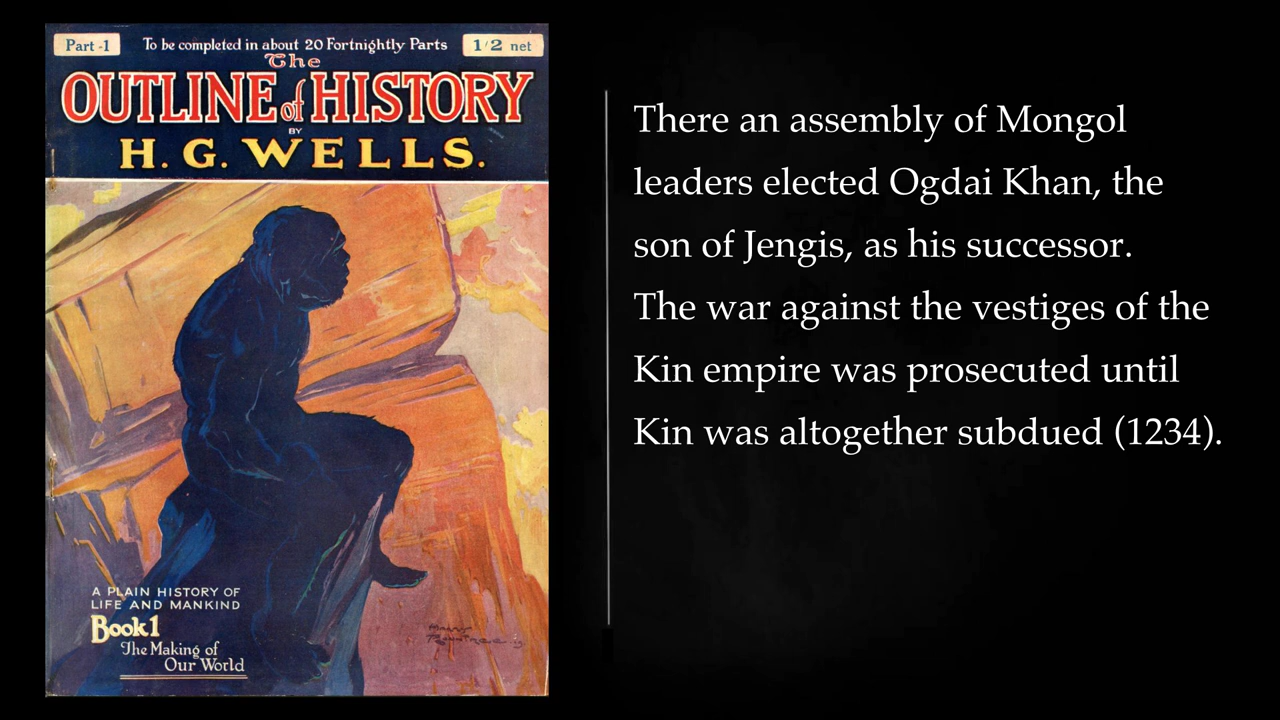 Part -1
To be completed in about 20 Fortnightly Parts
1/2 net
The
OUTLINE of HISTORY
BY
H. G. WELLS.
A PLAIN HISTORY OF
LIFE AND MANKIND
Book 1
The Making of
Our World
There an assembly of Mongol
leaders elected Ogdai Khan, the
son of Jengis, as his successor.
The war against the vestiges of the
Kin empire was prosecuted until
Kin was altogether subdued (1234).